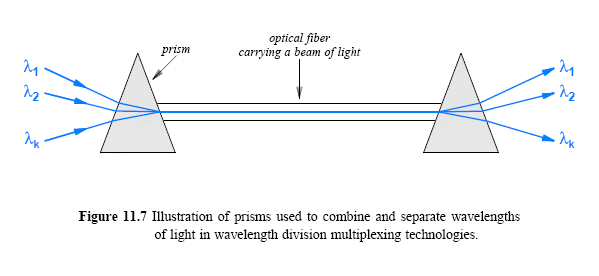 optical fiber
carrying a beam of light
prism
λ1
λ2
λk
λ1
λ2
λk
Figure 11.7 Illustration of prisms used to combine and separate wavelengths
of light in wavelength division multiplexing technologies.